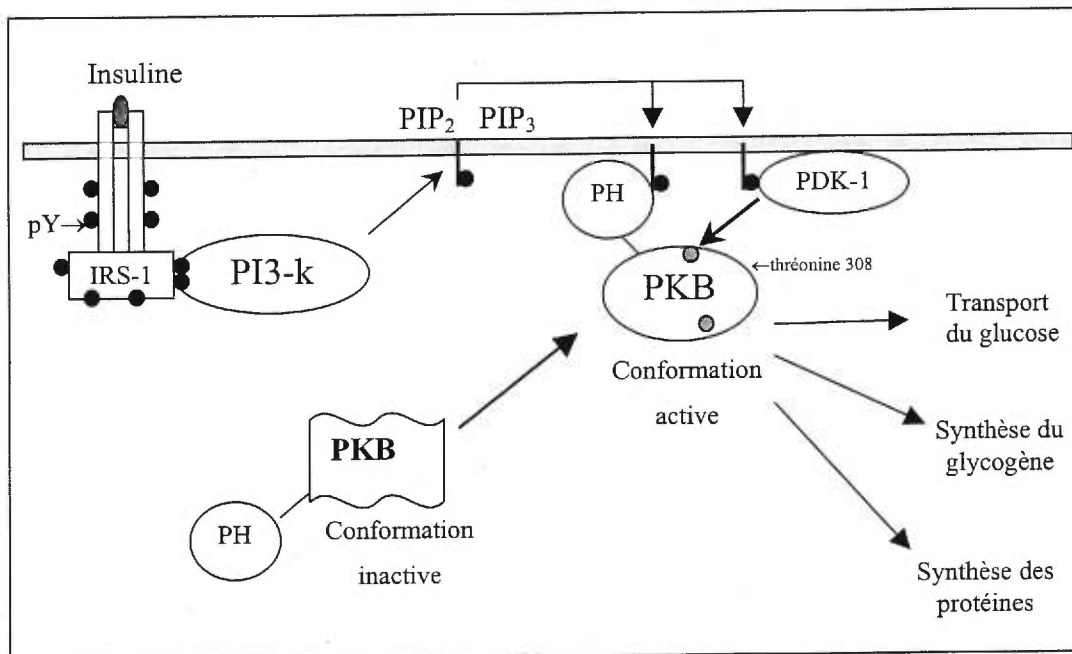 Insuline
PIP₂ PIP₃
PH
PDK-1
pY→
IRS-1
PI3-k
PKB
←thréonine 308
Transport
du glucose
Conformation
active
PKB
Synthèse du
glycogène
PH
Conformation
inactive
Synthèse des
protéines